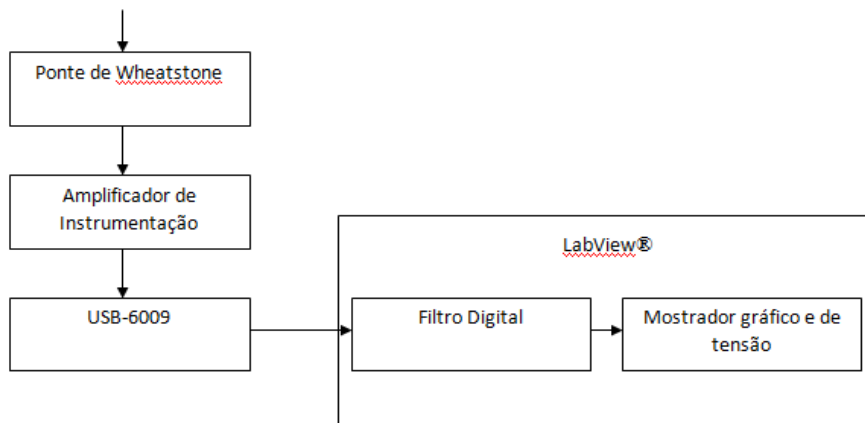 Ponte de Wheatstone
Amplificador de
Instrumentação
USB-6009
LabView®
Filtro Digital
Mostrador gráfico e de
tensão